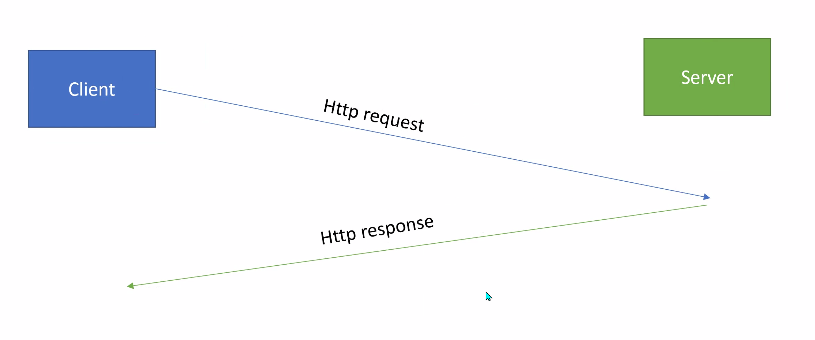 Client
Server
Http request
Http response